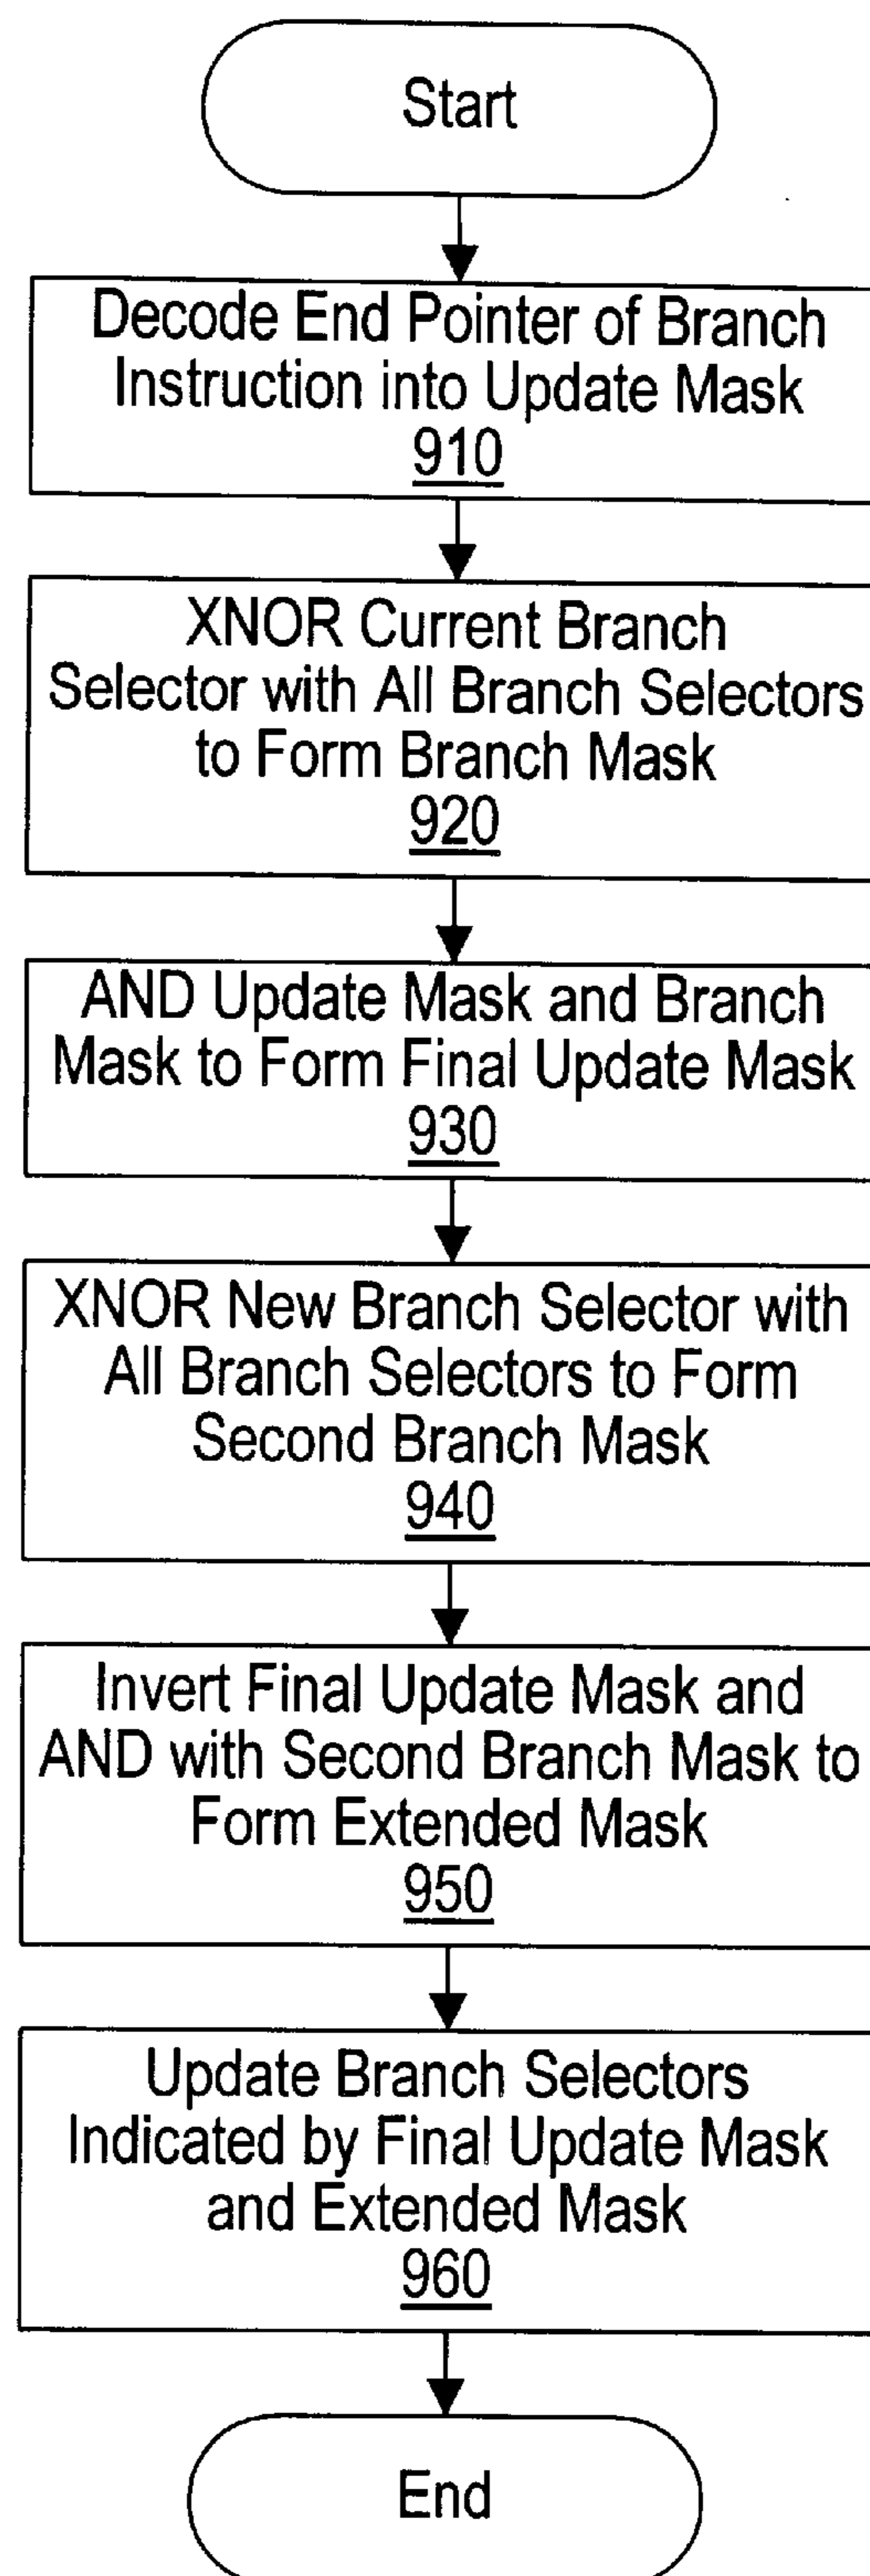 Start
Decode End Pointer of Branch
Instruction into Update Mask
910
XNOR Current Branch
Selector with All Branch Selectors
to Form Branch Mask
920
AND Update Mask and Branch
Mask to Form Final Update Mask
930
XNOR New Branch Selector with
All Branch Selectors to Form
Second Branch Mask
940
Invert Final Update Mask and
AND with Second Branch Mask to
Form Extended Mask
950
Update Branch Selectors
Indicated by Final Update Mask
and Extended Mask
960
End